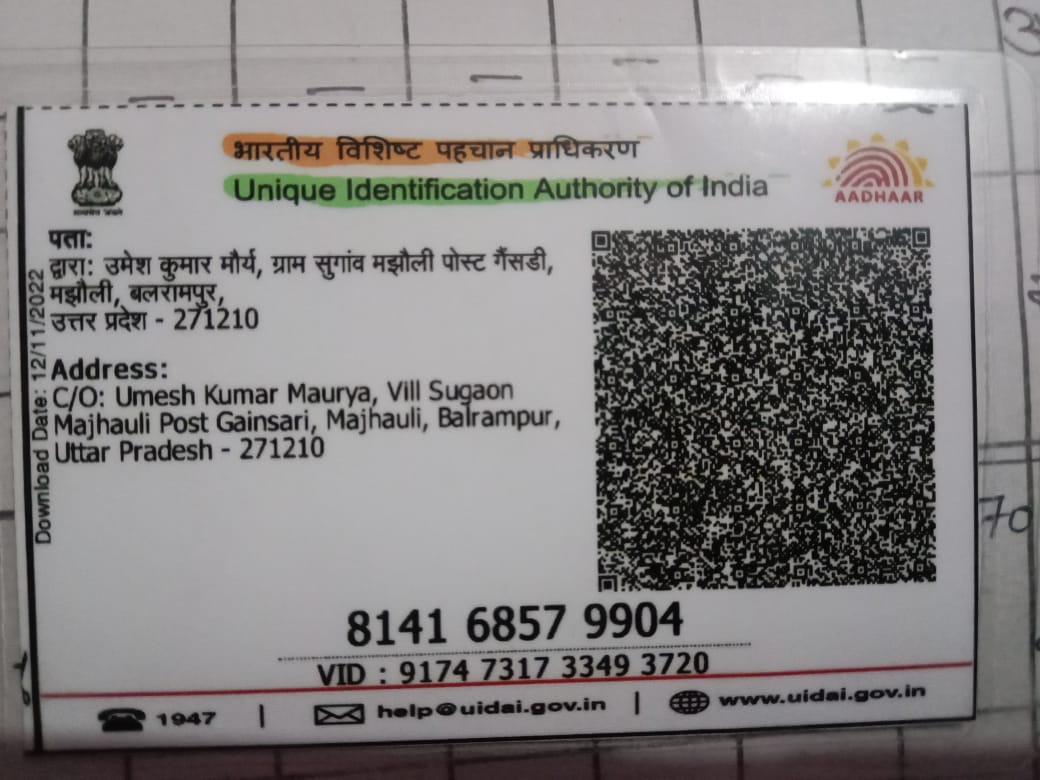 भारतीय विशिष्ट पहचान प्राधिकरण
Unique Identification Authority of India
AADHAAR
पता:
द्वारा: उमेश कुमार मौर्य, ग्राम सुगांव मझौली पोस्ट गैंसडी,
मझौली, बलरामपुर,
उत्तर प्रदेश - 271210
Address:
C/O: Umesh Kumar Maurya, Vill Sugaon
Majhauli Post Gainsari, Majhauli, Balrampur,
Uttar Pradesh - 271210
Download Date: 12/11/2022
8141 6857 9904
VID : 9174 7317 3349 3720
1947 | help@uidai.gov.in | www.uidai.gov.in
70